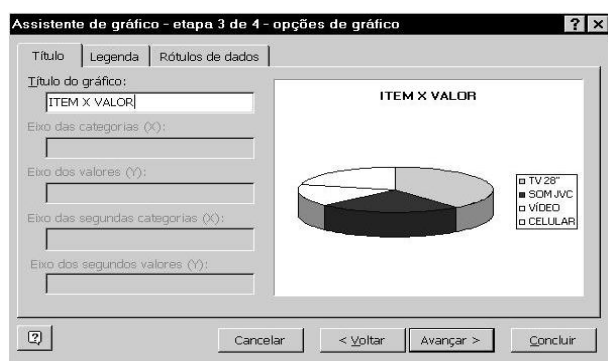 Assistente de gráfico - etapa 3 de 4 - opções de gráfico
Título Legenda Rótulos de dados
Título do gráfico:
ITEM X VALOR
Eixo das categorias (X):
Eixo dos valores (Y):
Eixo das segundas categorias (X):
Eixo dos segundos valores (Y):
ITEM X VALOR
TV 28"
SOM JVC
VÍDEO
CELULAR
Cancelar < Voltar Avançar > Concluir